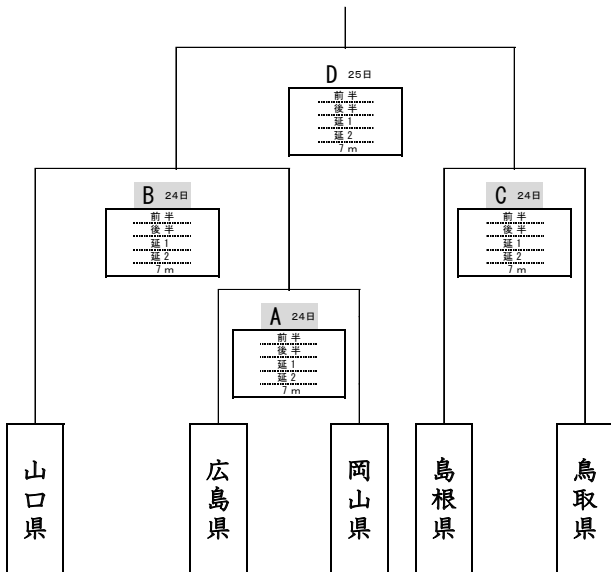 D 25日
前半
後半
延1
延2
7m
B 24日
前半
後半
延1
延2
7m
C 24日
前半
後半
延1
延2
7m
A 24日
前半
後半
延1
延2
7m
山口県
広島県
岡山県
島根県
鳥取県